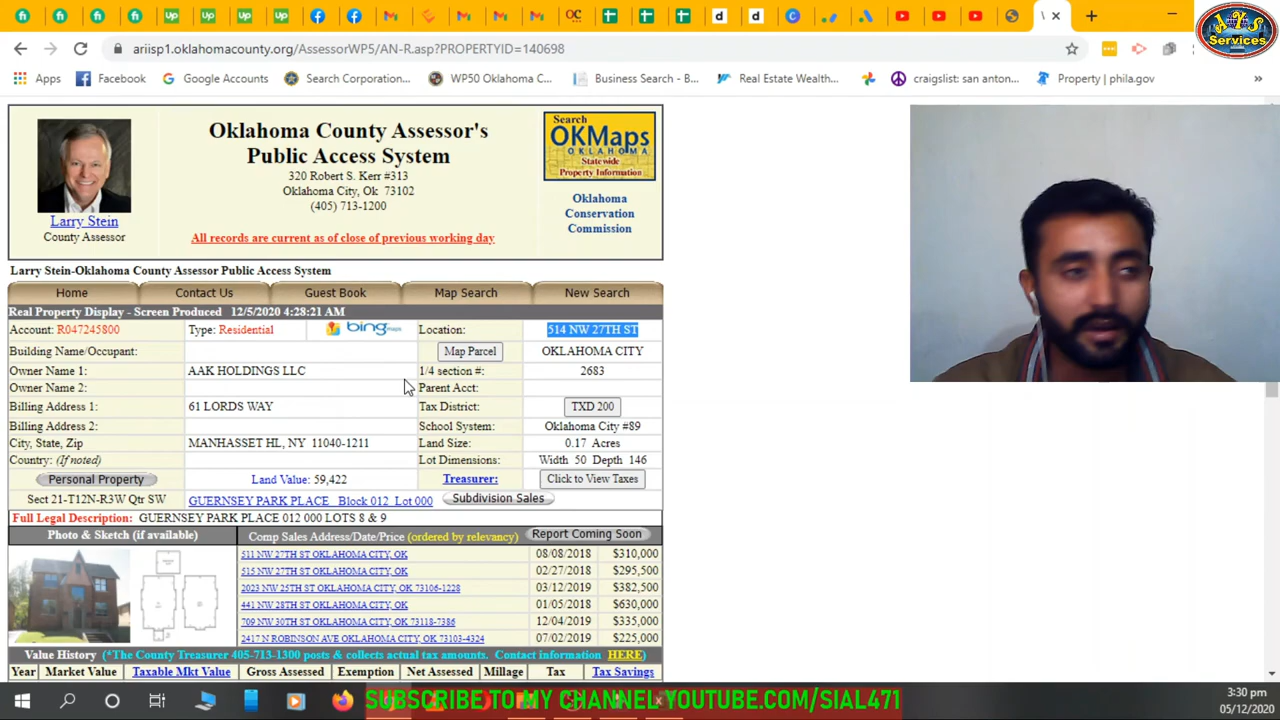 Up
Up
Up
Up
OC
d
d
C
\
JYS
Services
ariisp1.oklahomacounty.org/AssessorWP5/AN-R.asp?PROPERTYID=140698
Apps
Facebook
Google Accounts
Search Corporation...
WP50 Oklahoma C...
Business Search - B...
Real Estate Wealth...
craigslist: san anton...
Property | phila.gov
»
Larry Stein
County Assessor
Oklahoma County Assessor's
Public Access System
320 Robert S. Kerr #313
Oklahoma City, Ok 73102
(405) 713-1200
All records are current as of close of previous working day
Search
OKMaps
OKLAHOMA
Statewide
Property Information
Oklahoma
Conservation
Commission
Larry Stein-Oklahoma County Assessor Public Access System
Home Contact Us Guest Book Map Search New Search
Real Property Display - Screen Produced 12/5/2020 4:28:21 AM
Account: R047245800 Type: Residential bing maps Location: 514 NW 27TH ST
Building Name/Occupant: Map Parcel OKLAHOMA CITY
Owner Name 1: AAK HOLDINGS LLC 1/4 section #: 2683
Owner Name 2: Parent Acct:
Billing Address 1: 61 LORDS WAY Tax District: TXD 200
Billing Address 2: School System: Oklahoma City #89
City, State, Zip MANHASSET HL, NY 11040-1211 Land Size: 0.17 Acres
Country: (If noted) Lot Dimensions: Width 50 Depth 146
Personal Property Land Value: 59,422 Treasurer: Click to View Taxes
Sect 21-T12N-R3W Qtr SW GUERNSEY PARK PLACE Block 012 Lot 000 Subdivision Sales
Full Legal Description: GUERNSEY PARK PLACE 012 000 LOTS 8 & 9
Photo & Sketch (if available) Comp Sales Address/Date/Price (ordered by relevancy) Report Coming Soon
511 NW 27TH ST OKLAHOMA CITY, OK 08/08/2018 $310,000
515 NW 27TH ST OKLAHOMA CITY, OK 02/27/2018 $295,500
2023 NW 25TH ST OKLAHOMA CITY, OK 73106-1228 03/12/2019 $382,500
441 NW 28TH ST OKLAHOMA CITY, OK 01/05/2018 $630,000
709 NW 30TH ST OKLAHOMA CITY, OK 73118-7386 12/04/2019 $335,000
2417 N ROBINSON AVE OKLAHOMA CITY, OK 73103-4324 07/02/2019 $225,000
Value History (*The County Treasurer 405-713-1300 posts & collects actual tax amounts. Contact information HERE)
Year Market Value Taxable Mkt Value Gross Assessed Exemption Net Assessed Millage Tax Tax Savings
SUBSCRIBE TO MY CHANNEL YOUTUBE.COM/SIAL471
3:30 pm
05/12/2020